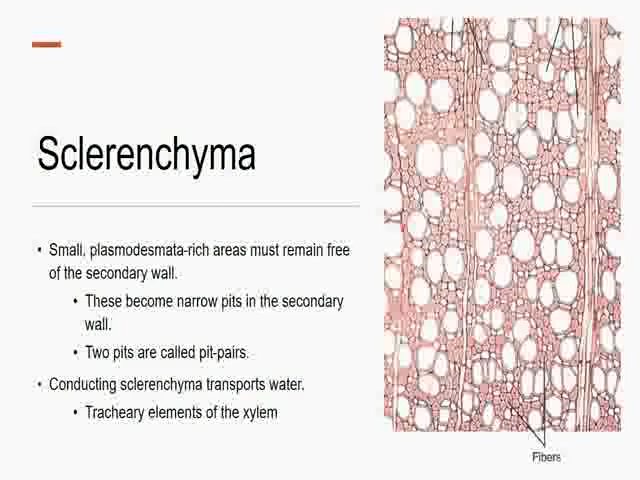 Sclerenchyma
• Small, plasmodesmata-rich areas must remain free
of the secondary wall.
• These become narrow pits in the secondary
wall.
• Two pits are called pit-pairs.
• Conducting sclerenchyma transports water.
• Tracheary elements of the xylem
Fibers